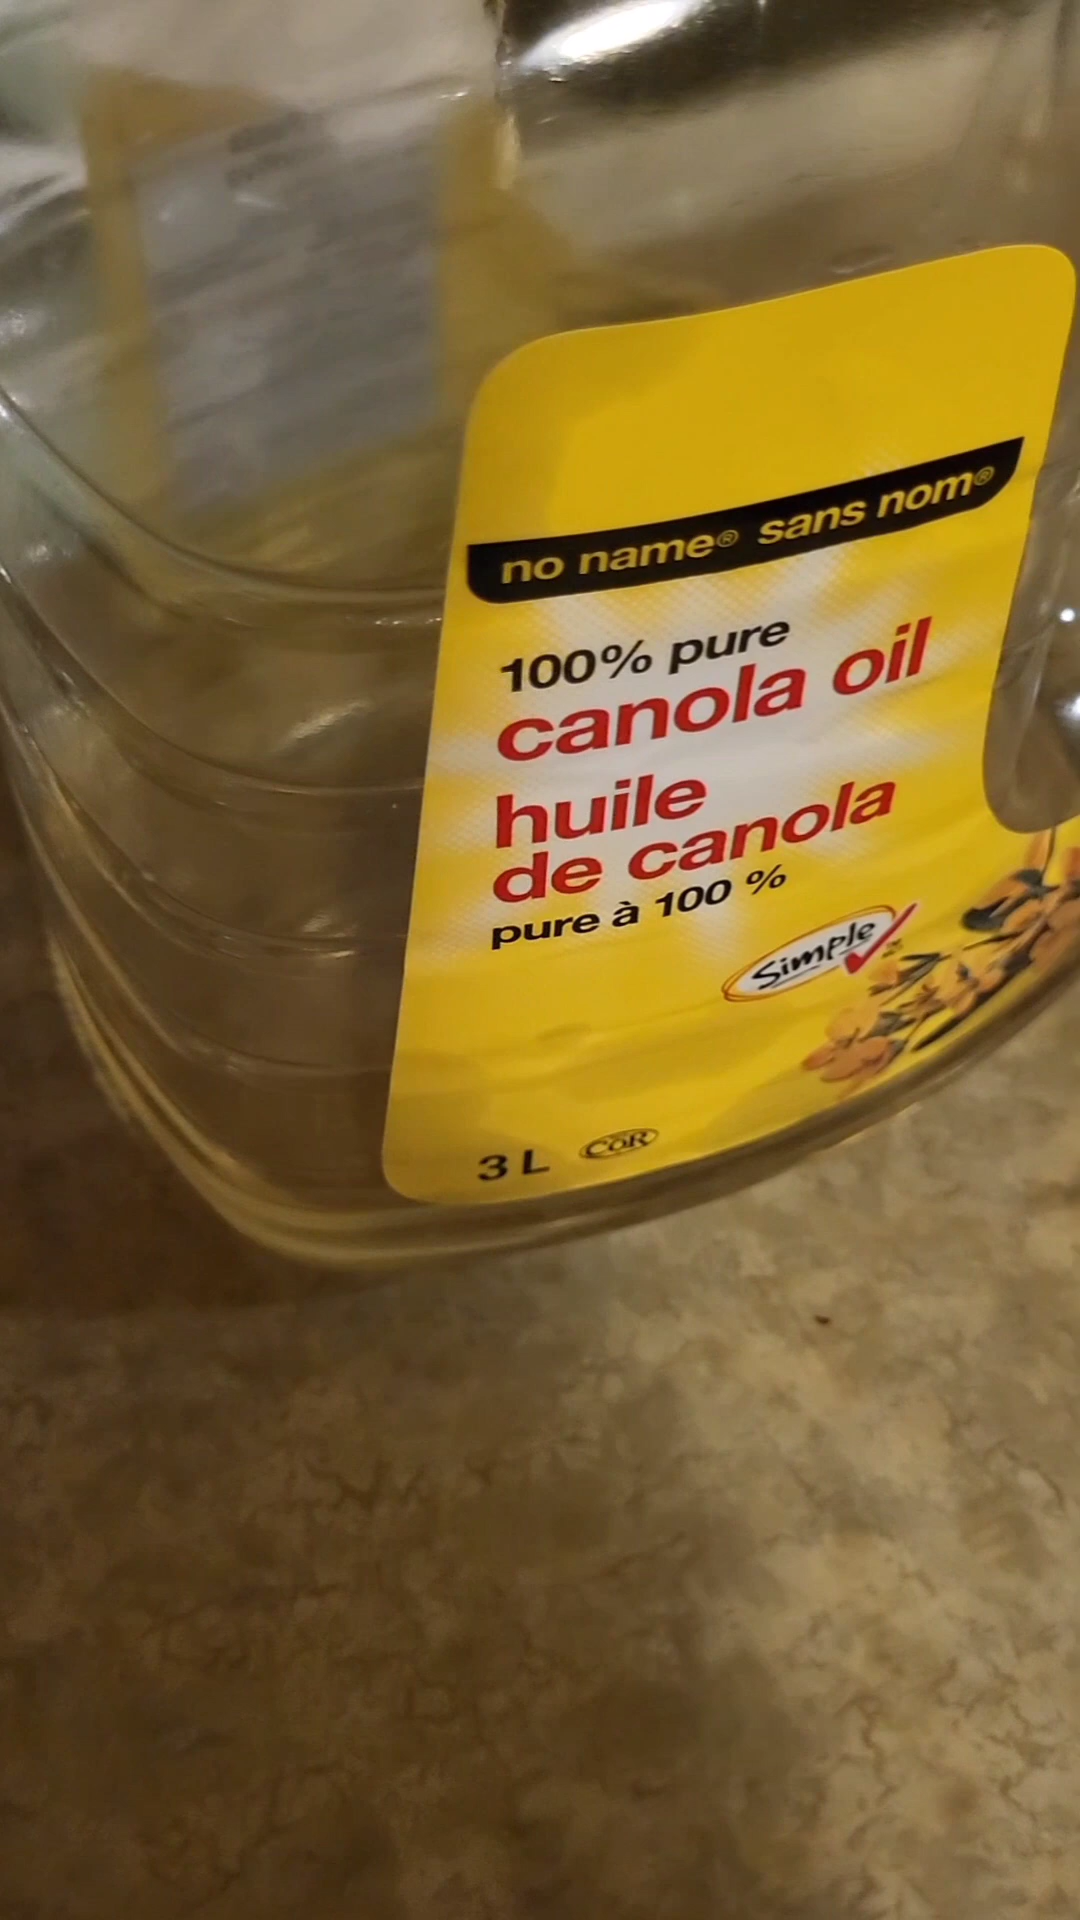 no name® sans nom®
100% pure
canola oil
huile
de canola
pure à 100 %
Simple
3 L COR